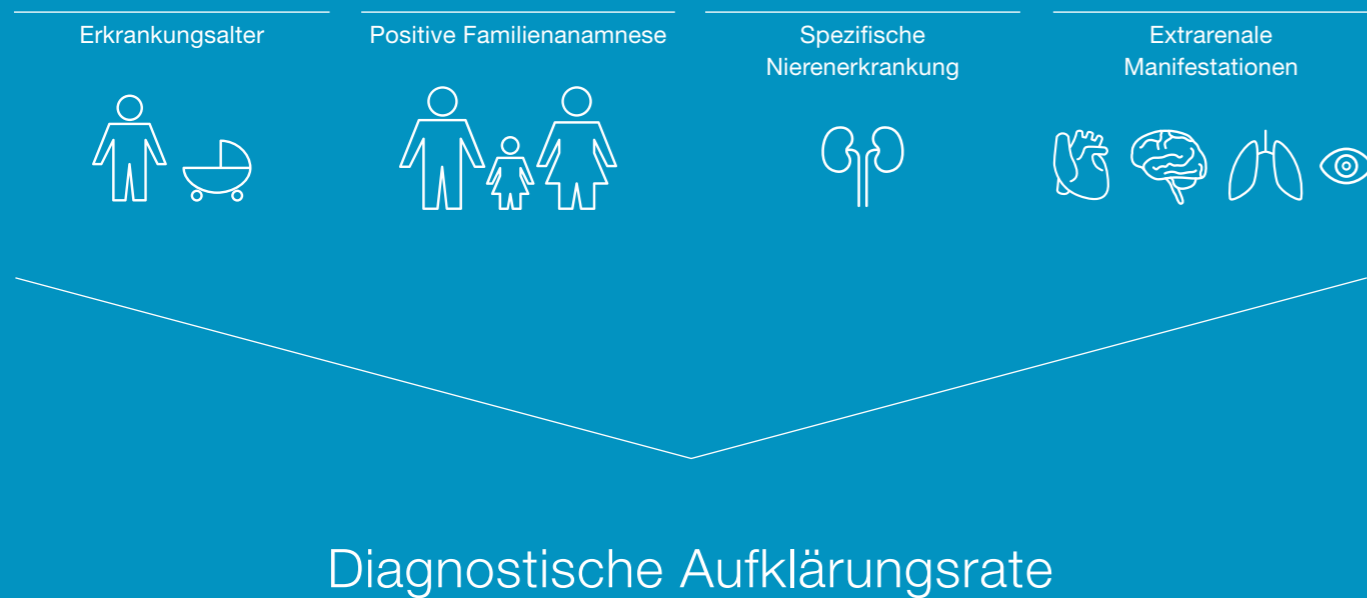 Erkrankungsalter
Positive Familienanamnese
Spezifische
Nierenerkrankung
Extrarenale
Manifestationen
Diagnostische Aufklärungsrate